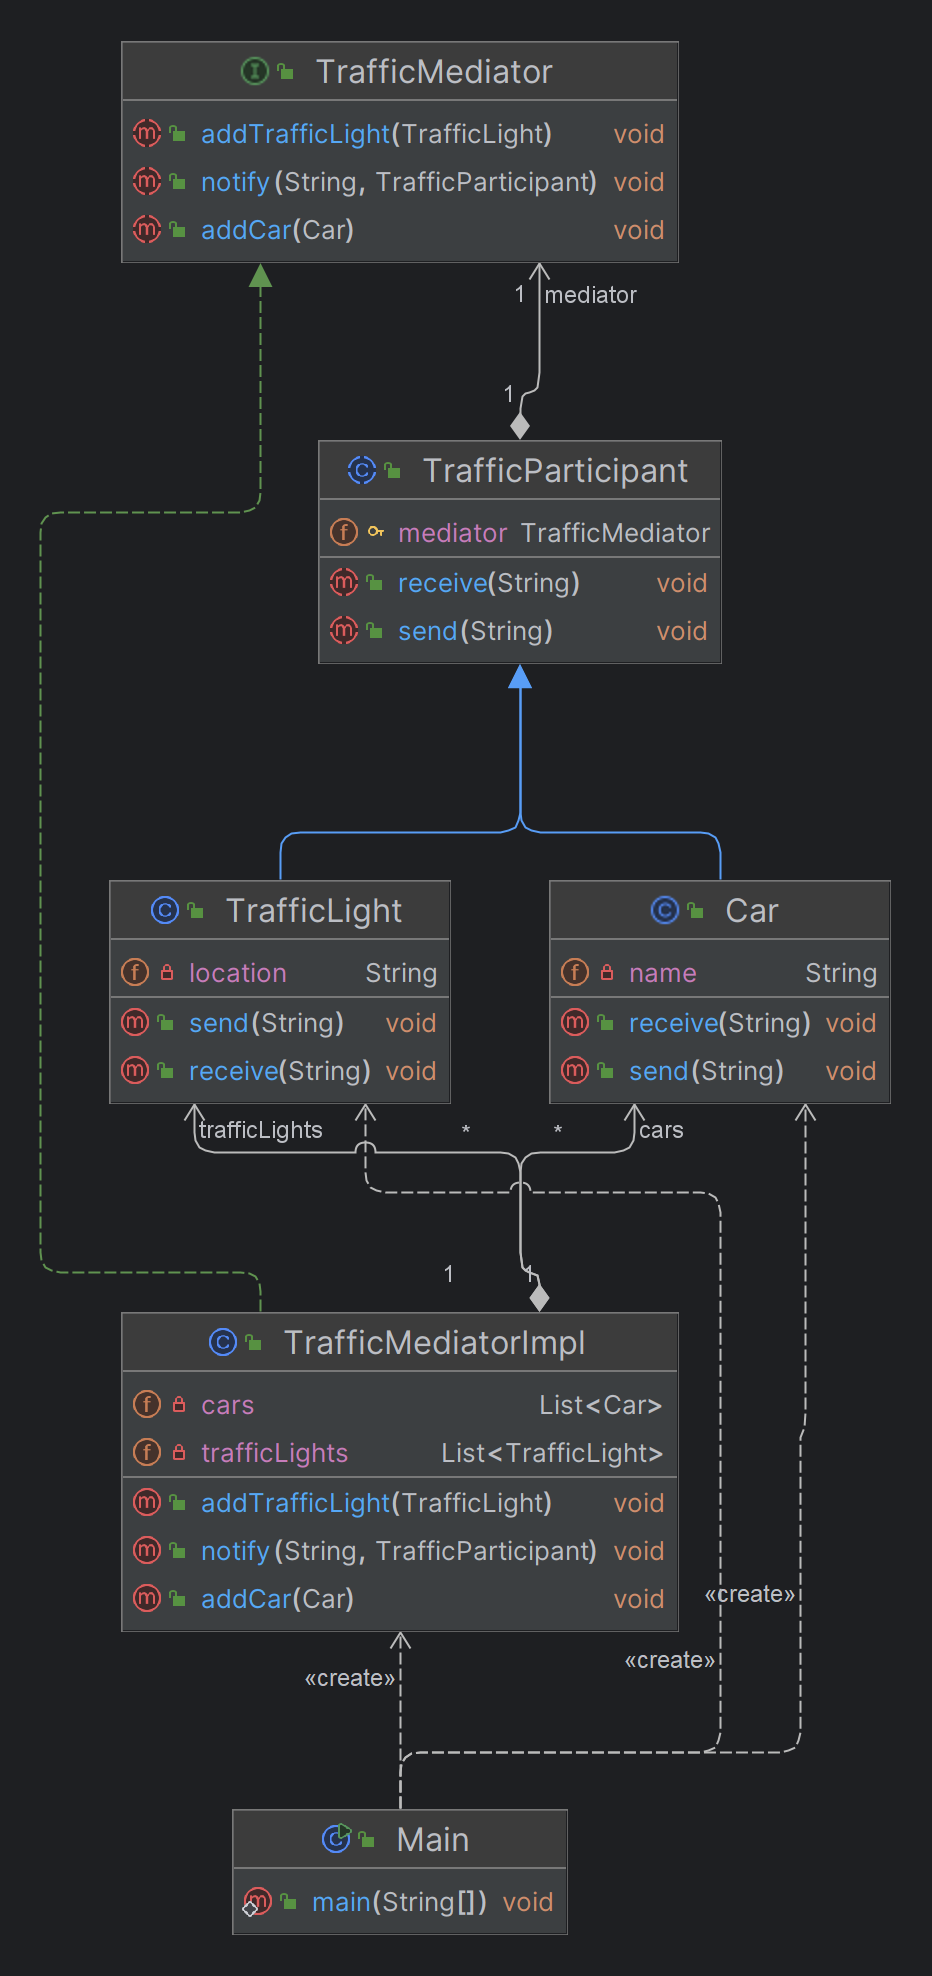 TrafficMediator
addTrafficLight(TrafficLight) void
notify(String, TrafficParticipant) void
addCar(Car) void
1 mediator
1
TrafficParticipant
mediator TrafficMediator
receive(String) void
send(String) void
TrafficLight
location String
send(String) void
receive(String) void
Car
name String
receive(String) void
send(String) void
trafficLights * * cars
1 1
TrafficMediatorImpl
cars List<Car>
trafficLights List<TrafficLight>
addTrafficLight(TrafficLight) void
notify(String, TrafficParticipant) void
addCar(Car) void
«create»
«create»
«create»
Main
main(String[]) void